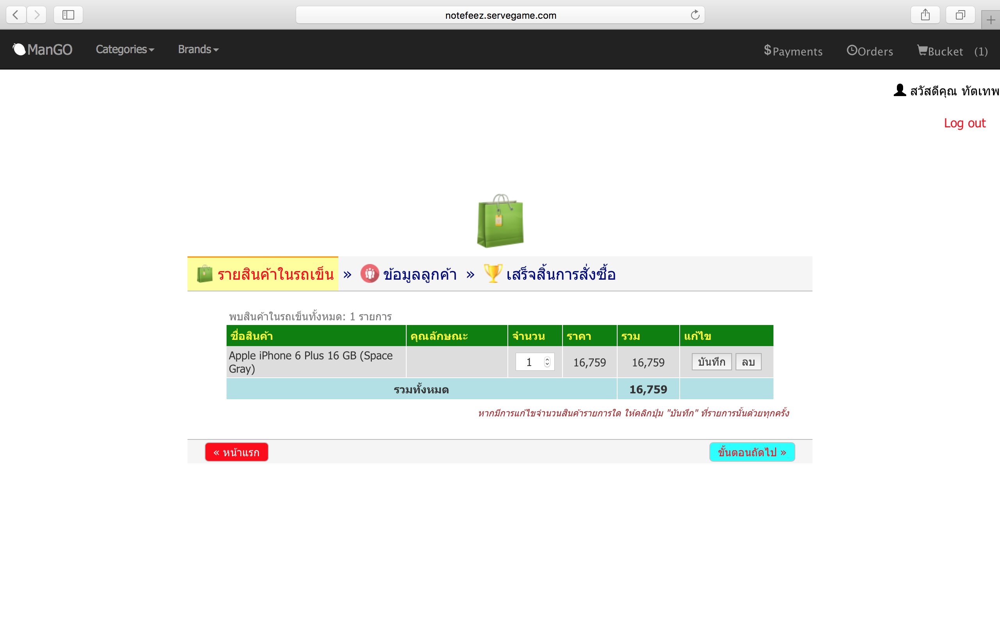 notefeez.servegame.com
ManGO Categories Brands $Payments Orders Bucket (1)
สวัสดีคุณ ทัตเทพ
Log out
รายสินค้าในรถเข็น » ข้อมูลลูกค้า » เสร็จสิ้นการสั่งซื้อ
พบสินค้าในรถเข็นทั้งหมด: 1 รายการ
ชื่อสินค้า คุณลักษณะ จำนวน ราคา รวม แก้ไข
Apple iPhone 6 Plus 16 GB (Space
Gray) 1 16,759 16,759 บันทึก ลบ
รวมทั้งหมด 16,759
หากมีการแก้ไขจำนวนสินค้ารายการใด ให้คลิกปุ่ม "บันทึก" ที่รายการนั้นด้วยทุกครั้ง
« หน้าแรก ขั้นตอนถัดไป »